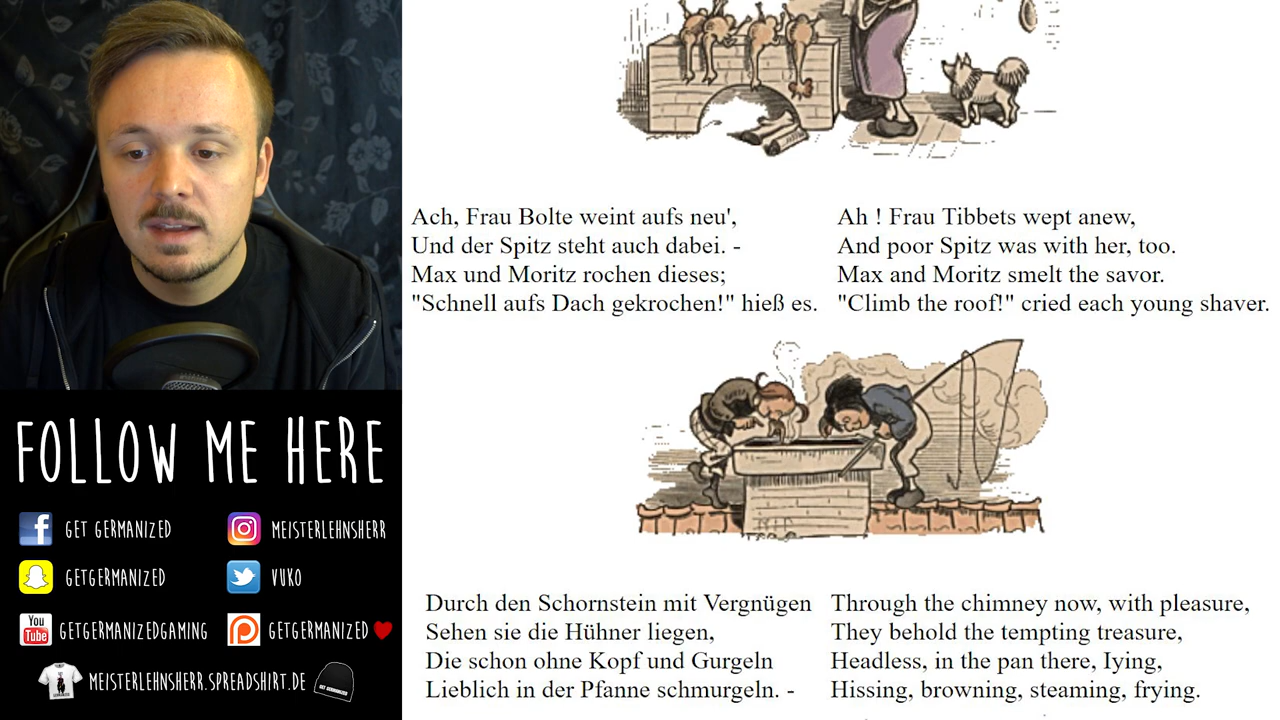 Ach, Frau Bolte weint aufs neu',
Und der Spitz steht auch dabei. -
Max und Moritz rochen dieses;
"Schnell aufs Dach gekrochen!" hieß es.
Ah ! Frau Tibbets wept anew,
And poor Spitz was with her, too.
Max and Moritz smelt the savor.
"Climb the roof!" cried each young shaver.
Durch den Schornstein mit Vergnügen
Sehen sie die Hühner liegen,
Die schon ohne Kopf und Gurgeln
Lieblich in der Pfanne schmurgeln. -
Through the chimney now, with pleasure,
They behold the tempting treasure,
Headless, in the pan there, Iying,
Hissing, browning, steaming, frying.
FOLLOW ME HERE
GET GERMANIZED
MEISTERLEHNSHERR
GETGERMANIZED
VUKO
You Tube GETGERMANIZEDGAMING
GETGERMANIZED
MEISTERLEHNSHERR.SPREADSHIRT.DE
GET GERMANIZED